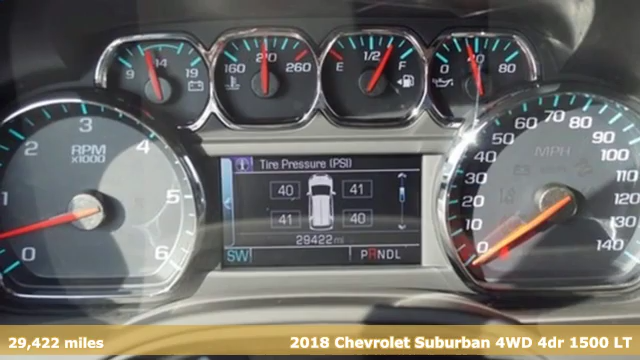 9 14 19
160 210 260
E 1/2 F
0 40 80
RPM
x1000
0 1 2 3 4 5 6
i Tire Pressure (PSI)
40 41
41 40
29422 mi
SW PRNDL
MPH
0 10 20 30 40 50 60 70 80 90 100 110 120 130 140
29,422 miles 2018 Chevrolet Suburban 4WD 4dr 1500 LT